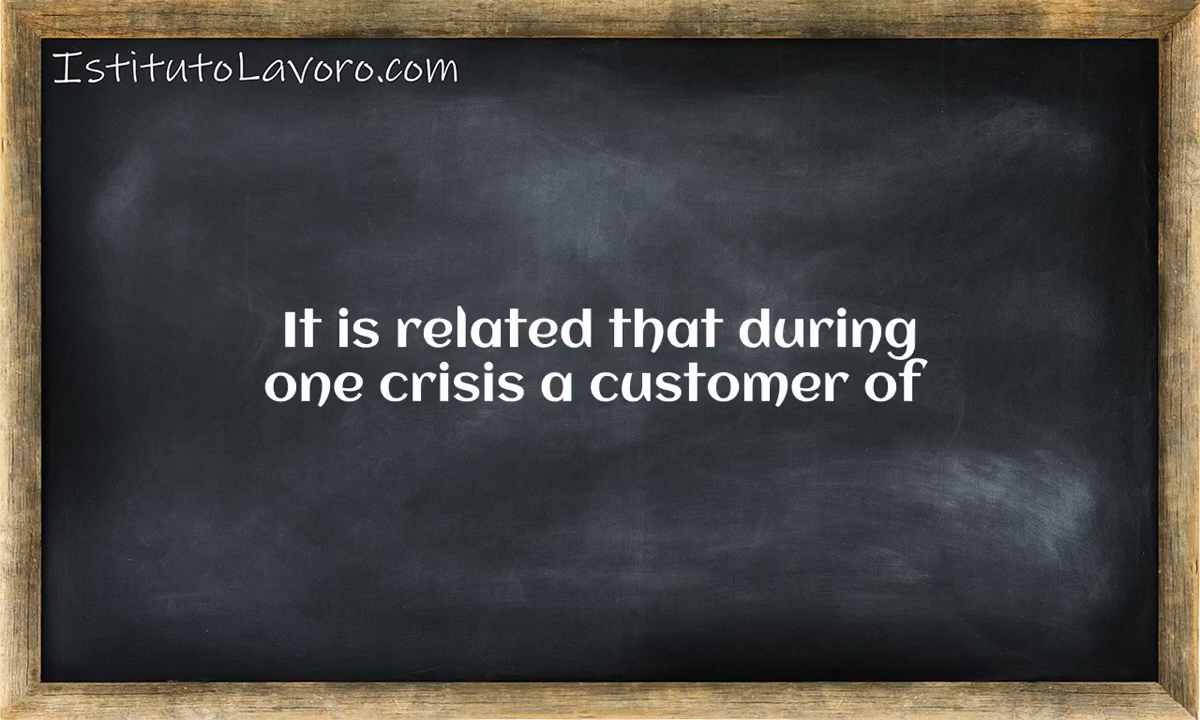 IstitutoLavoro.com
It is related that during
one crisis a customer of